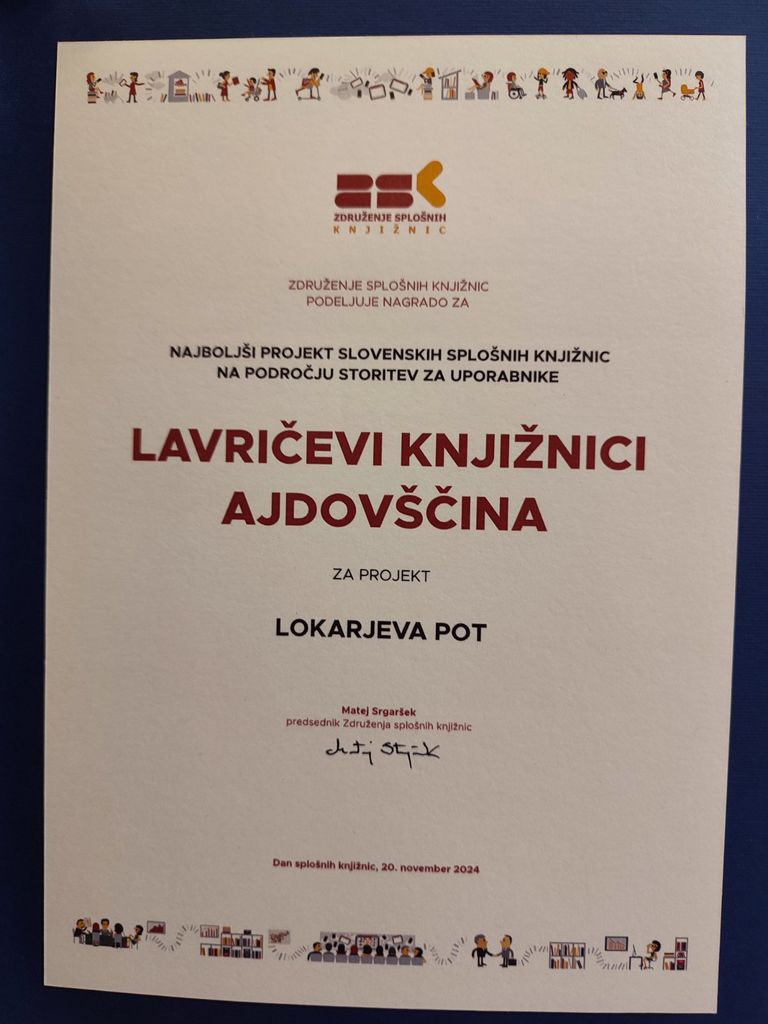 ZDRUŽENJE SPLOŠNIH
KNJIŽNIC
ZDRUŽENJE SPLOŠNIH KNJIŽNIC
PODELJUJE NAGRADO ZA
NAJBOLJŠI PROJEKT SLOVENSKIH SPLOŠNIH KNJIŽNIC
NA PODROČJU STORITEV ZA UPORABNIKE
LAVRIČEVI KNJIŽNICI
AJDOVŠČINA
ZA PROJEKT
LOKARJEVA POT
Matej Srgaršek
predsednik Združenja splošnih knjižnic
Dan splošnih knjižnic, 20. november 2024